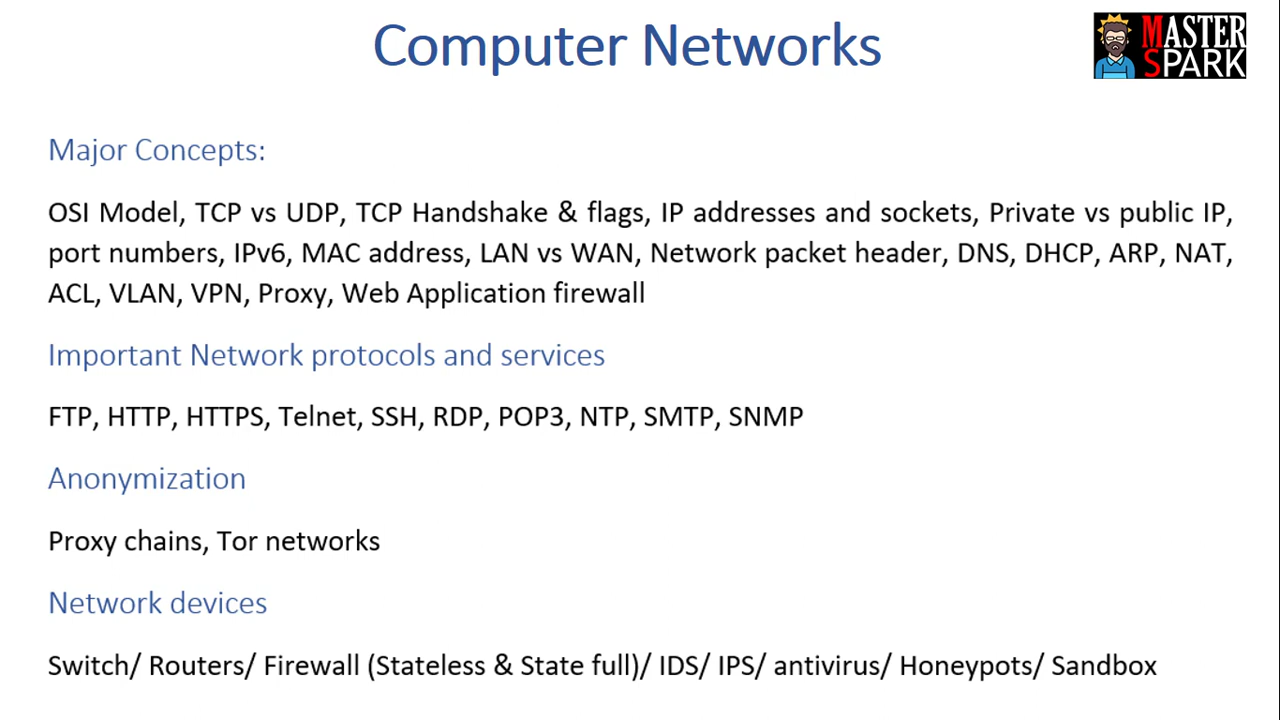 Computer Networks
MASTER
SPARK
Major Concepts:
OSI Model, TCP vs UDP, TCP Handshake & flags, IP addresses and sockets, Private vs public IP,
port numbers, IPv6, MAC address, LAN vs WAN, Network packet header, DNS, DHCP, ARP, NAT,
ACL, VLAN, VPN, Proxy, Web Application firewall
Important Network protocols and services
FTP, HTTP, HTTPS, Telnet, SSH, RDP, POP3, NTP, SMTP, SNMP
Anonymization
Proxy chains, Tor networks
Network devices
Switch/ Routers/ Firewall (Stateless & State full)/ IDS/ IPS/ antivirus/ Honeypots/ Sandbox